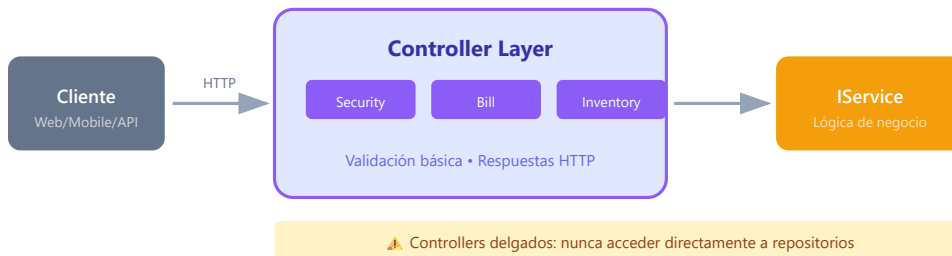 Controller Layer
HTTP
Cliente
Web/Mobile/API
Security
Bill
Inventory
IService
Lógica de negocio
Validación básica • Respuestas HTTP
⚠ Controllers delgados: nunca acceder directamente a repositorios